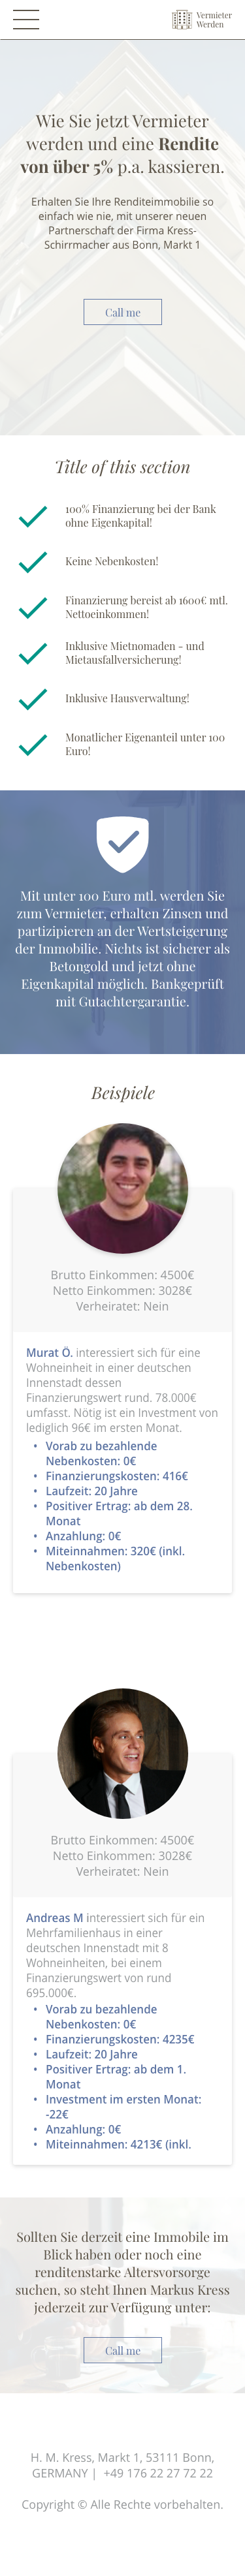 Vermieter
Werden
Wie Sie jetzt Vermieter
werden und eine Rendite
von über 5% p.a. kassieren.
Erhalten Sie Ihre Renditeimmobilie so
einfach wie nie, mit unserer neuen
Partnerschaft der Firma Kress-
Schirrmacher aus Bonn, Markt 1
Call me
Title of this section
100% Finanzierung bei der Bank
ohne Eigenkapital!
Keine Nebenkosten!
Finanzierung bereist ab 1600€ mtl.
Nettoeinkommen!
Inklusive Mietnomaden - und
Mietausfallversicherung!
Inklusive Hausverwaltung!
Monatlicher Eigenanteil unter 100
Euro!
Mit unter 100 Euro mtl. werden Sie
zum Vermieter, erhalten Zinsen und
partizipieren an der Wertsteigerung
der Immobilie. Nichts ist sicherer als
Betongold und jetzt ohne
Eigenkapital möglich. Bankgeprüft
mit Gutachtergarantie.
Beispiele
Brutto Einkommen: 4500€
Netto Einkommen: 3028€
Verheiratet: Nein
Murat Ö. interessiert sich für eine
Wohneinheit in einer deutschen
Innenstadt dessen
Finanzierungswert rund. 78.000€
umfasst. Nötig ist ein Investment von
lediglich 96€ im ersten Monat.
• Vorab zu bezahlende
Nebenkosten: 0€
• Finanzierungskosten: 416€
• Laufzeit: 20 Jahre
• Positiver Ertrag: ab dem 28.
Monat
• Anzahlung: 0€
• Miteinnahmen: 320€ (inkl.
Nebenkosten)
Brutto Einkommen: 4500€
Netto Einkommen: 3028€
Verheiratet: Nein
Andreas M interessiert sich für ein
Mehrfamilienhaus in einer
deutschen Innenstadt mit 8
Wohneinheiten, bei einem
Finanzierungswert von rund
695.000€.
• Vorab zu bezahlende
Nebenkosten: 0€
• Finanzierungskosten: 4235€
• Laufzeit: 20 Jahre
• Positiver Ertrag: ab dem 1.
Monat
• Investment im ersten Monat:
-22€
• Anzahlung: 0€
• Miteinnahmen: 4213€ (inkl.
Sollten Sie derzeit eine Immobile im
Blick haben oder noch eine
renditenstarke Altersvorsorge
suchen, so steht Ihnen Markus Kress
jederzeit zur Verfügung unter:
Call me
H. M. Kress, Markt 1, 53111 Bonn,
GERMANY | +49 176 22 27 72 22
Copyright © Alle Rechte vorbehalten.